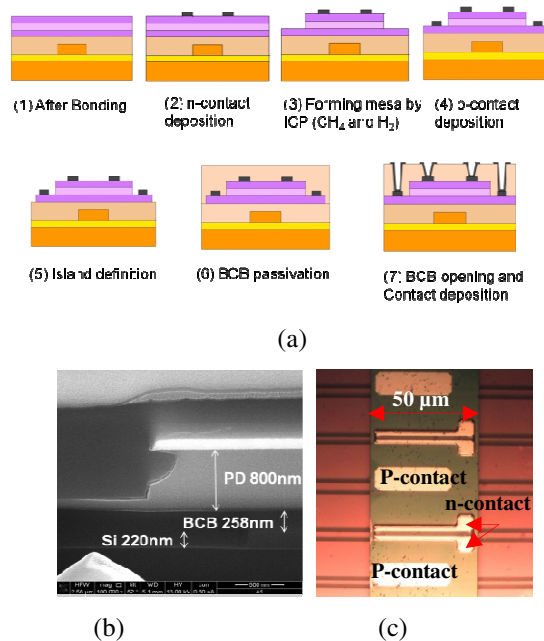 (1) After Bonding
(2) n-contact
deposition
(3) Forming mesa by
ICP (CH4 and H2)
(4) p-contact
deposition
(5) Island definition
(6) BCB passivation
(7) BCB opening and
Contact deposition
(a)
PD 800nm
BCB 258nm
Si 220nm
50 µm
P-contact
n-contact
P-contact
(b)
(c)